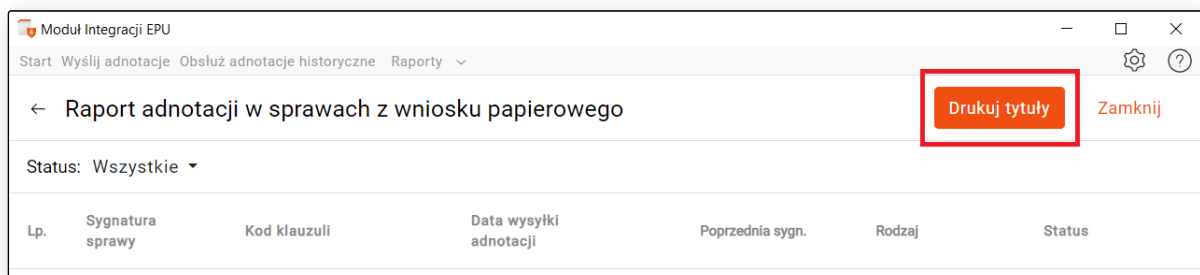 Moduł Integracji EPU
Start Wyślij adnotacje Obsłuż adnotacje historyczne Raporty
Raport adnotacji w sprawach z wniosku papierowego Drukuj tytuły Zamknij
Status: Wszystkie
Lp. Sygnatura sprawy Kod klauzuli Data wysyłki adnotacji Poprzednia sygn. Rodzaj Status